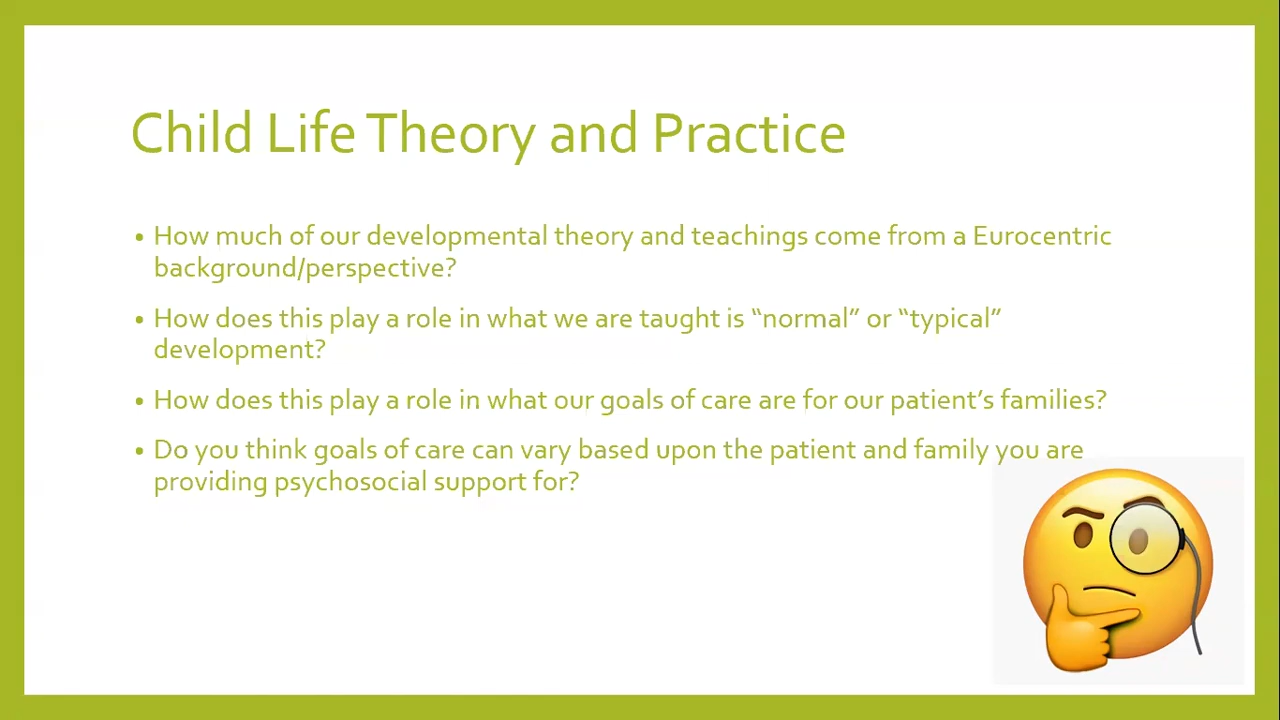 Child Life Theory and Practice
• How much of our developmental theory and teachings come from a Eurocentric
background/perspective?
• How does this play a role in what we are taught is “normal” or “typical”
development?
• How does this play a role in what our goals of care are for our patient’s families?
• Do you think goals of care can vary based upon the patient and family you are
providing psychosocial support for?